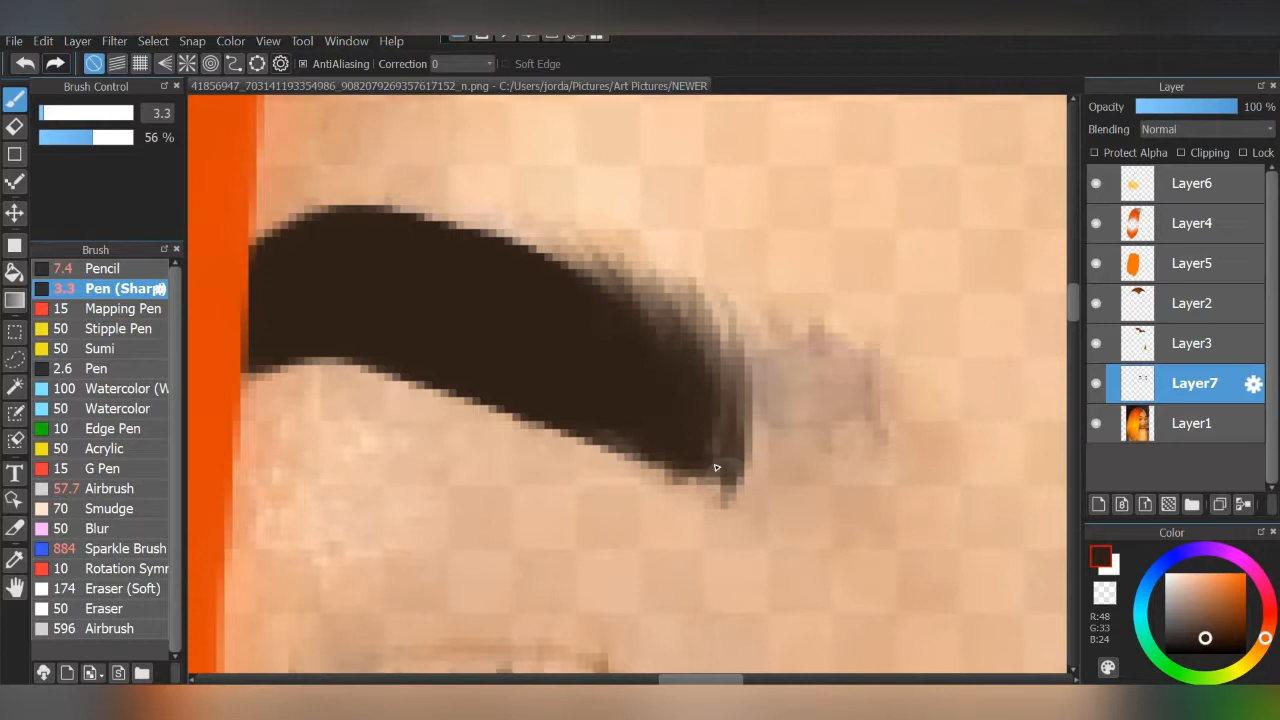 File Edit Layer Filter Select Snap Color View Tool Window Help
AntiAliasing Correction 0 Soft Edge
Brush Control
41856947_703141193354986_9082079269357617152_n.png - C:/Users/jorda/Pictures/Art Pictures/NEWER
Layer
3.3
56 %
Opacity 100 %
Blending Normal
Protect Alpha Clipping Lock
Layer6
Layer4
Layer5
Layer2
Layer3
Layer7
Layer1
Brush
7.4 Pencil
3.3 Pen (Sharp)
15 Mapping Pen
50 Stipple Pen
50 Sumi
2.6 Pen
100 Watercolor (W
50 Watercolor
10 Edge Pen
50 Acrylic
15 G Pen
57.7 Airbrush
70 Smudge
50 Blur
884 Sparkle Brush
10 Rotation Symr
174 Eraser (Soft)
50 Eraser
596 Airbrush
Color
R:48
G:33
B:24